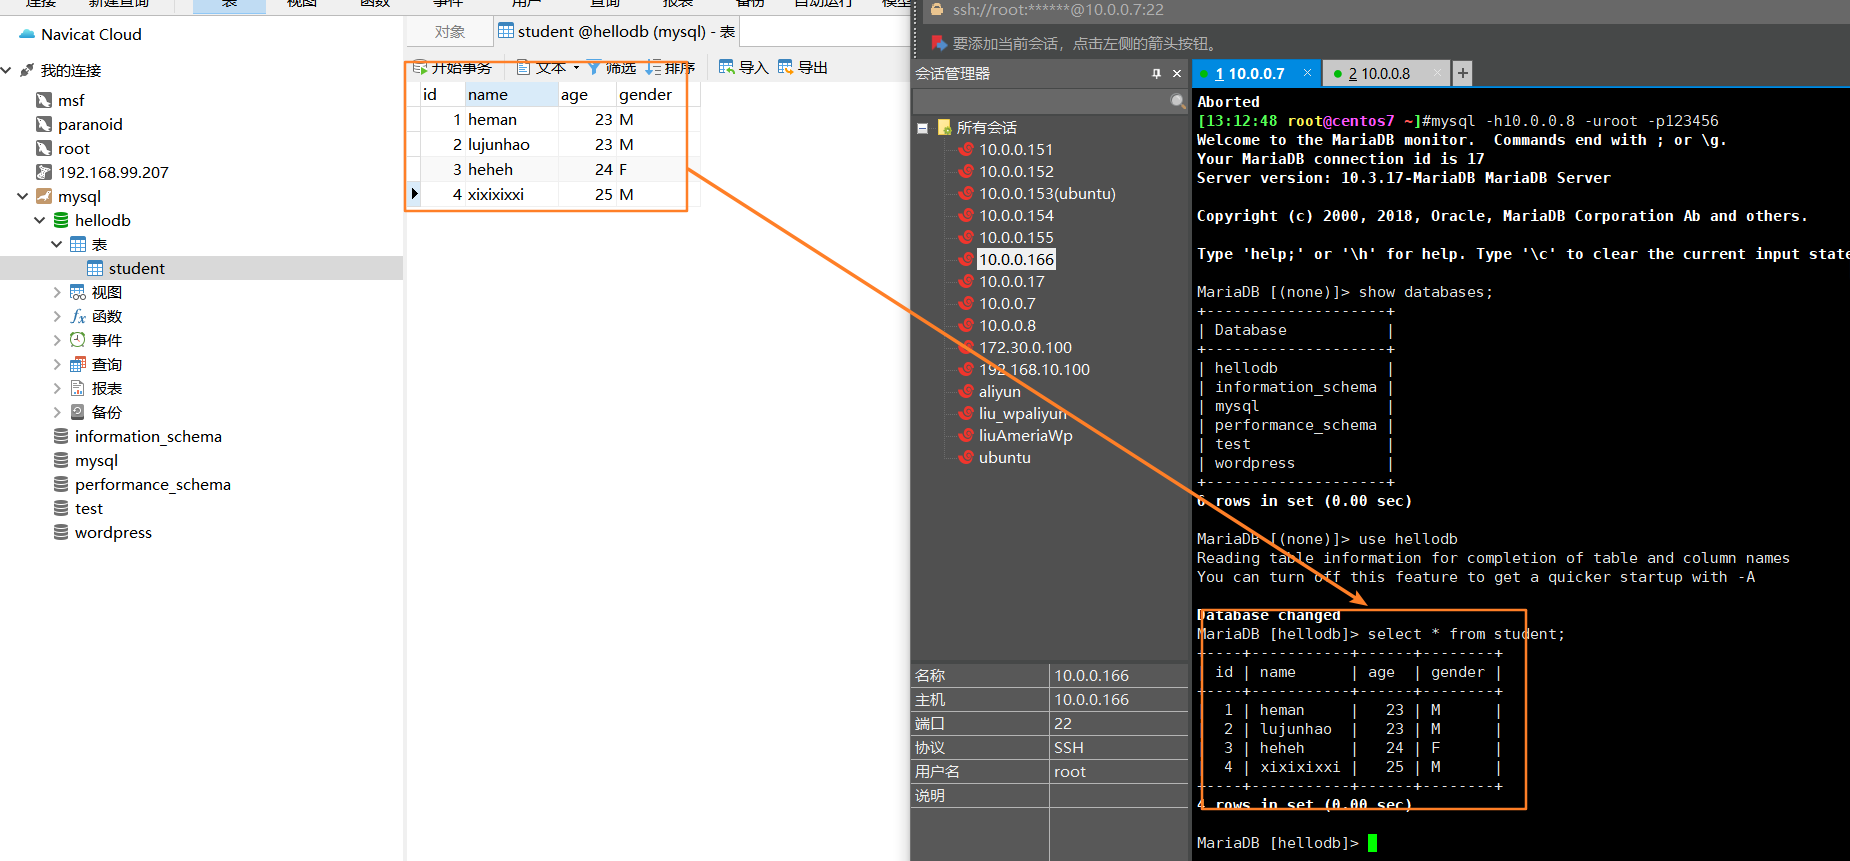 连接
新建查询
表
视图
函数
事件
用户
查询
报表
备份
自动运行
模型
Navicat Cloud
我的连接
msf
paranoid
root
192.168.99.207
mysql
hellodb
表
student
视图
函数
事件
查询
报表
备份
information_schema
mysql
performance_schema
test
wordpress
对象
student @hellodb (mysql) - 表
开始事务 文本 筛选 排序 导入 导出
id name age gender
1 heman 23 M
2 lujunhao 23 M
3 heheh 24 F
4 xixixixxi 25 M
ssh://root:******@10.0.0.7:22
要添加当前会话，点击左侧的箭头按钮。
会话管理器
所有会话
10.0.0.151
10.0.0.152
10.0.0.153(ubuntu)
10.0.0.154
10.0.0.155
10.0.0.166
10.0.0.17
10.0.0.7
10.0.0.8
172.30.0.100
192.168.10.100
aliyun
liu_wpaliyun
liuAmeriaWp
ubuntu
名称 10.0.0.166
主机 10.0.0.166
端口 22
协议 SSH
用户名 root
说明
1 10.0.0.7 × 2 10.0.0.8 × +
Aborted
[13:12:48 root@centos7 ~]#mysql -h10.0.0.8 -uroot -p123456
Welcome to the MariaDB monitor.  Commands end with ; or \g.
Your MariaDB connection id is 17
Server version: 10.3.17-MariaDB MariaDB Server
Copyright (c) 2000, 2018, Oracle, MariaDB Corporation Ab and others.
Type 'help;' or '\h' for help. Type '\c' to clear the current input state
MariaDB [(none)]> show databases;
+--------------------+
| Database           |
+--------------------+
| hellodb            |
| information_schema |
| mysql              |
| performance_schema |
| test               |
| wordpress          |
+--------------------+
6 rows in set (0.00 sec)
MariaDB [(none)]> use hellodb
Reading table information for completion of table and column names
You can turn off this feature to get a quicker startup with -A
Database changed
MariaDB [hellodb]> select * from student;
+----+-----------+------+--------+
| id | name      | age  | gender |
+----+-----------+------+--------+
|  1 | heman     |   23 | M      |
|  2 | lujunhao  |   23 | M      |
|  3 | heheh     |   24 | F      |
|  4 | xixixixxi |   25 | M      |
+----+-----------+------+--------+
4 rows in set (0.00 sec)
MariaDB [hellodb]>